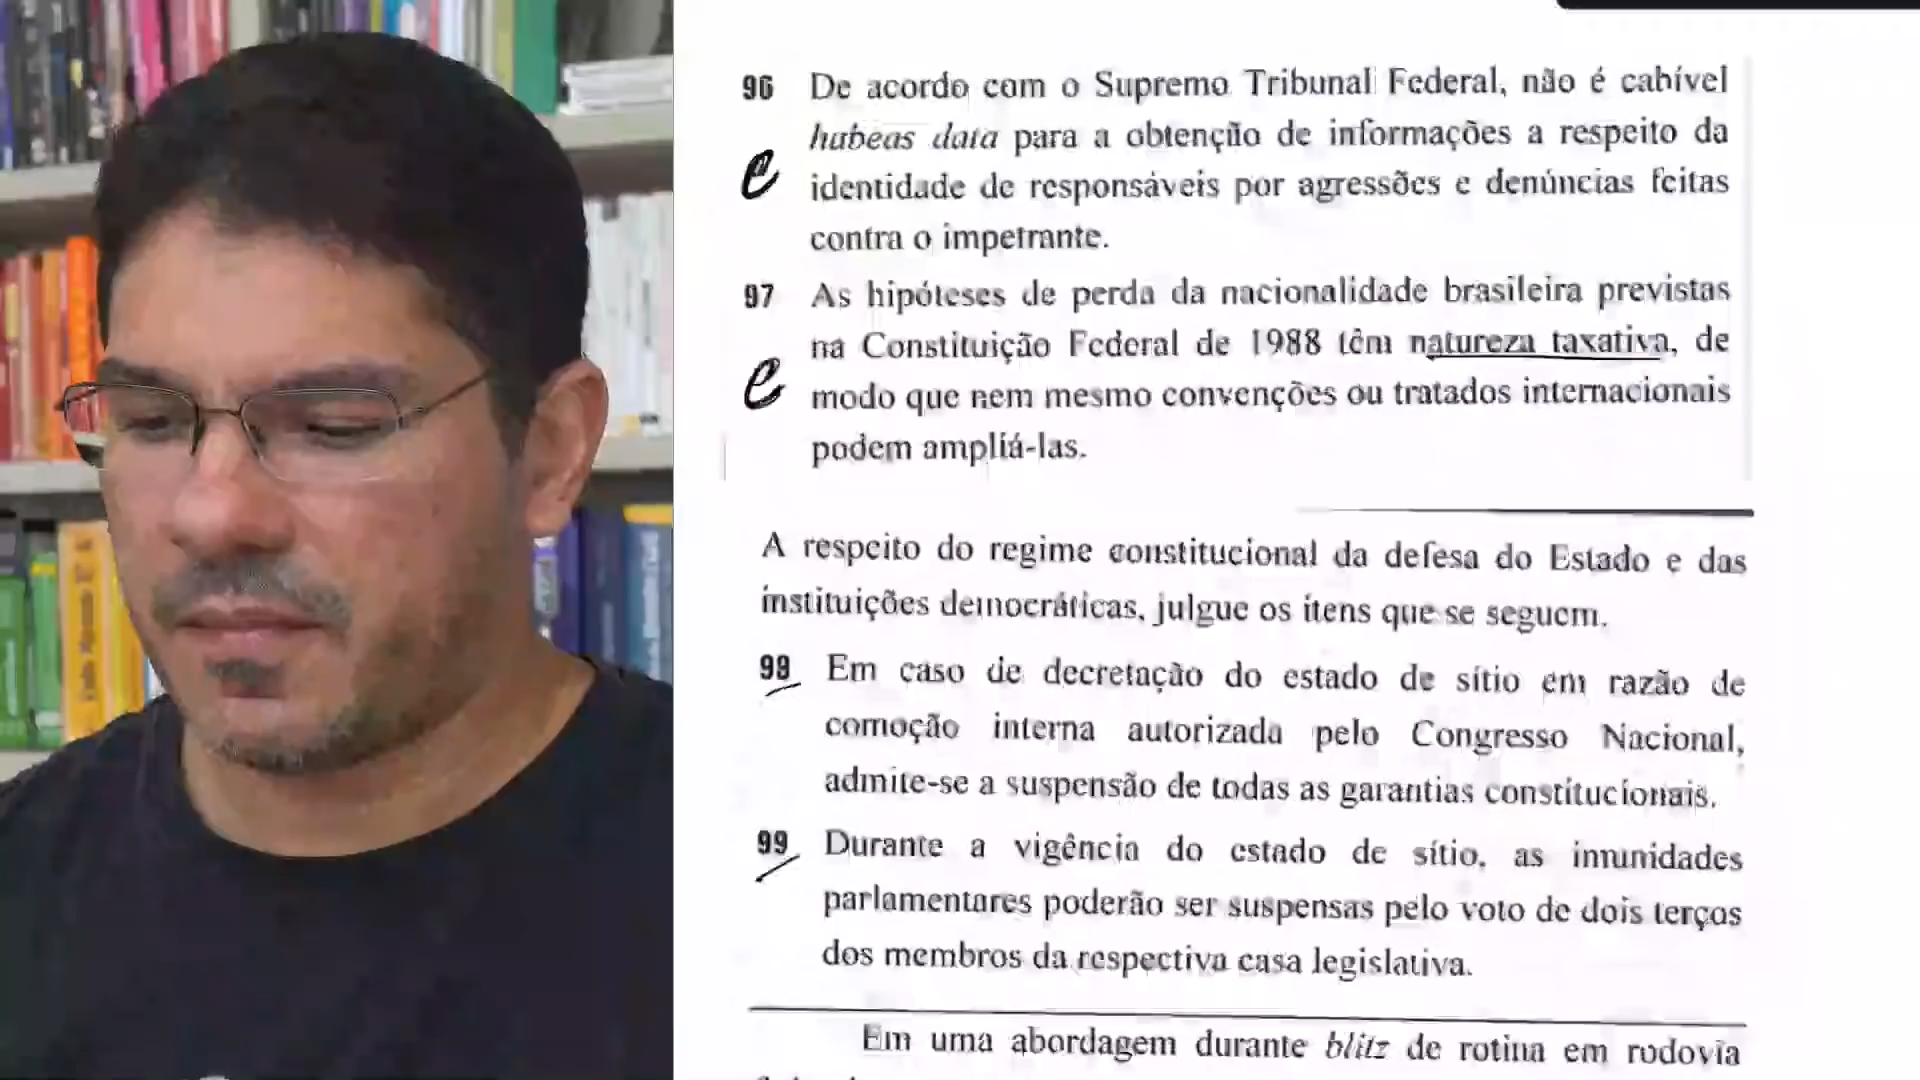 96 De acordo com o Supremo Tribunal Federal, não é cabível
habeas data para a obtenção de informações a respeito da
identidade de responsáveis por agressões e denúncias feitas
contra o impetrante.
97 As hipóteses de perda da nacionalidade brasileira previstas
na Constituição Federal de 1988 têm natureza taxativa, de
modo que nem mesmo convenções ou tratados internacionais
podem ampliá-las.
A respeito do regime constitucional da defesa do Estado e das
instituições democráticas, julgue os itens que se seguem.
98 Em caso de decretação do estado de sítio em razão de
comoção interna autorizada pelo Congresso Nacional,
admite-se a suspensão de todas as garantias constitucionais.
99 Durante a vigência do estado de sítio, as imunidades
parlamentares poderão ser suspensas pelo voto de dois terços
dos membros da respectiva casa legislativa.
Em uma abordagem durante blitz de rotina em rodovia